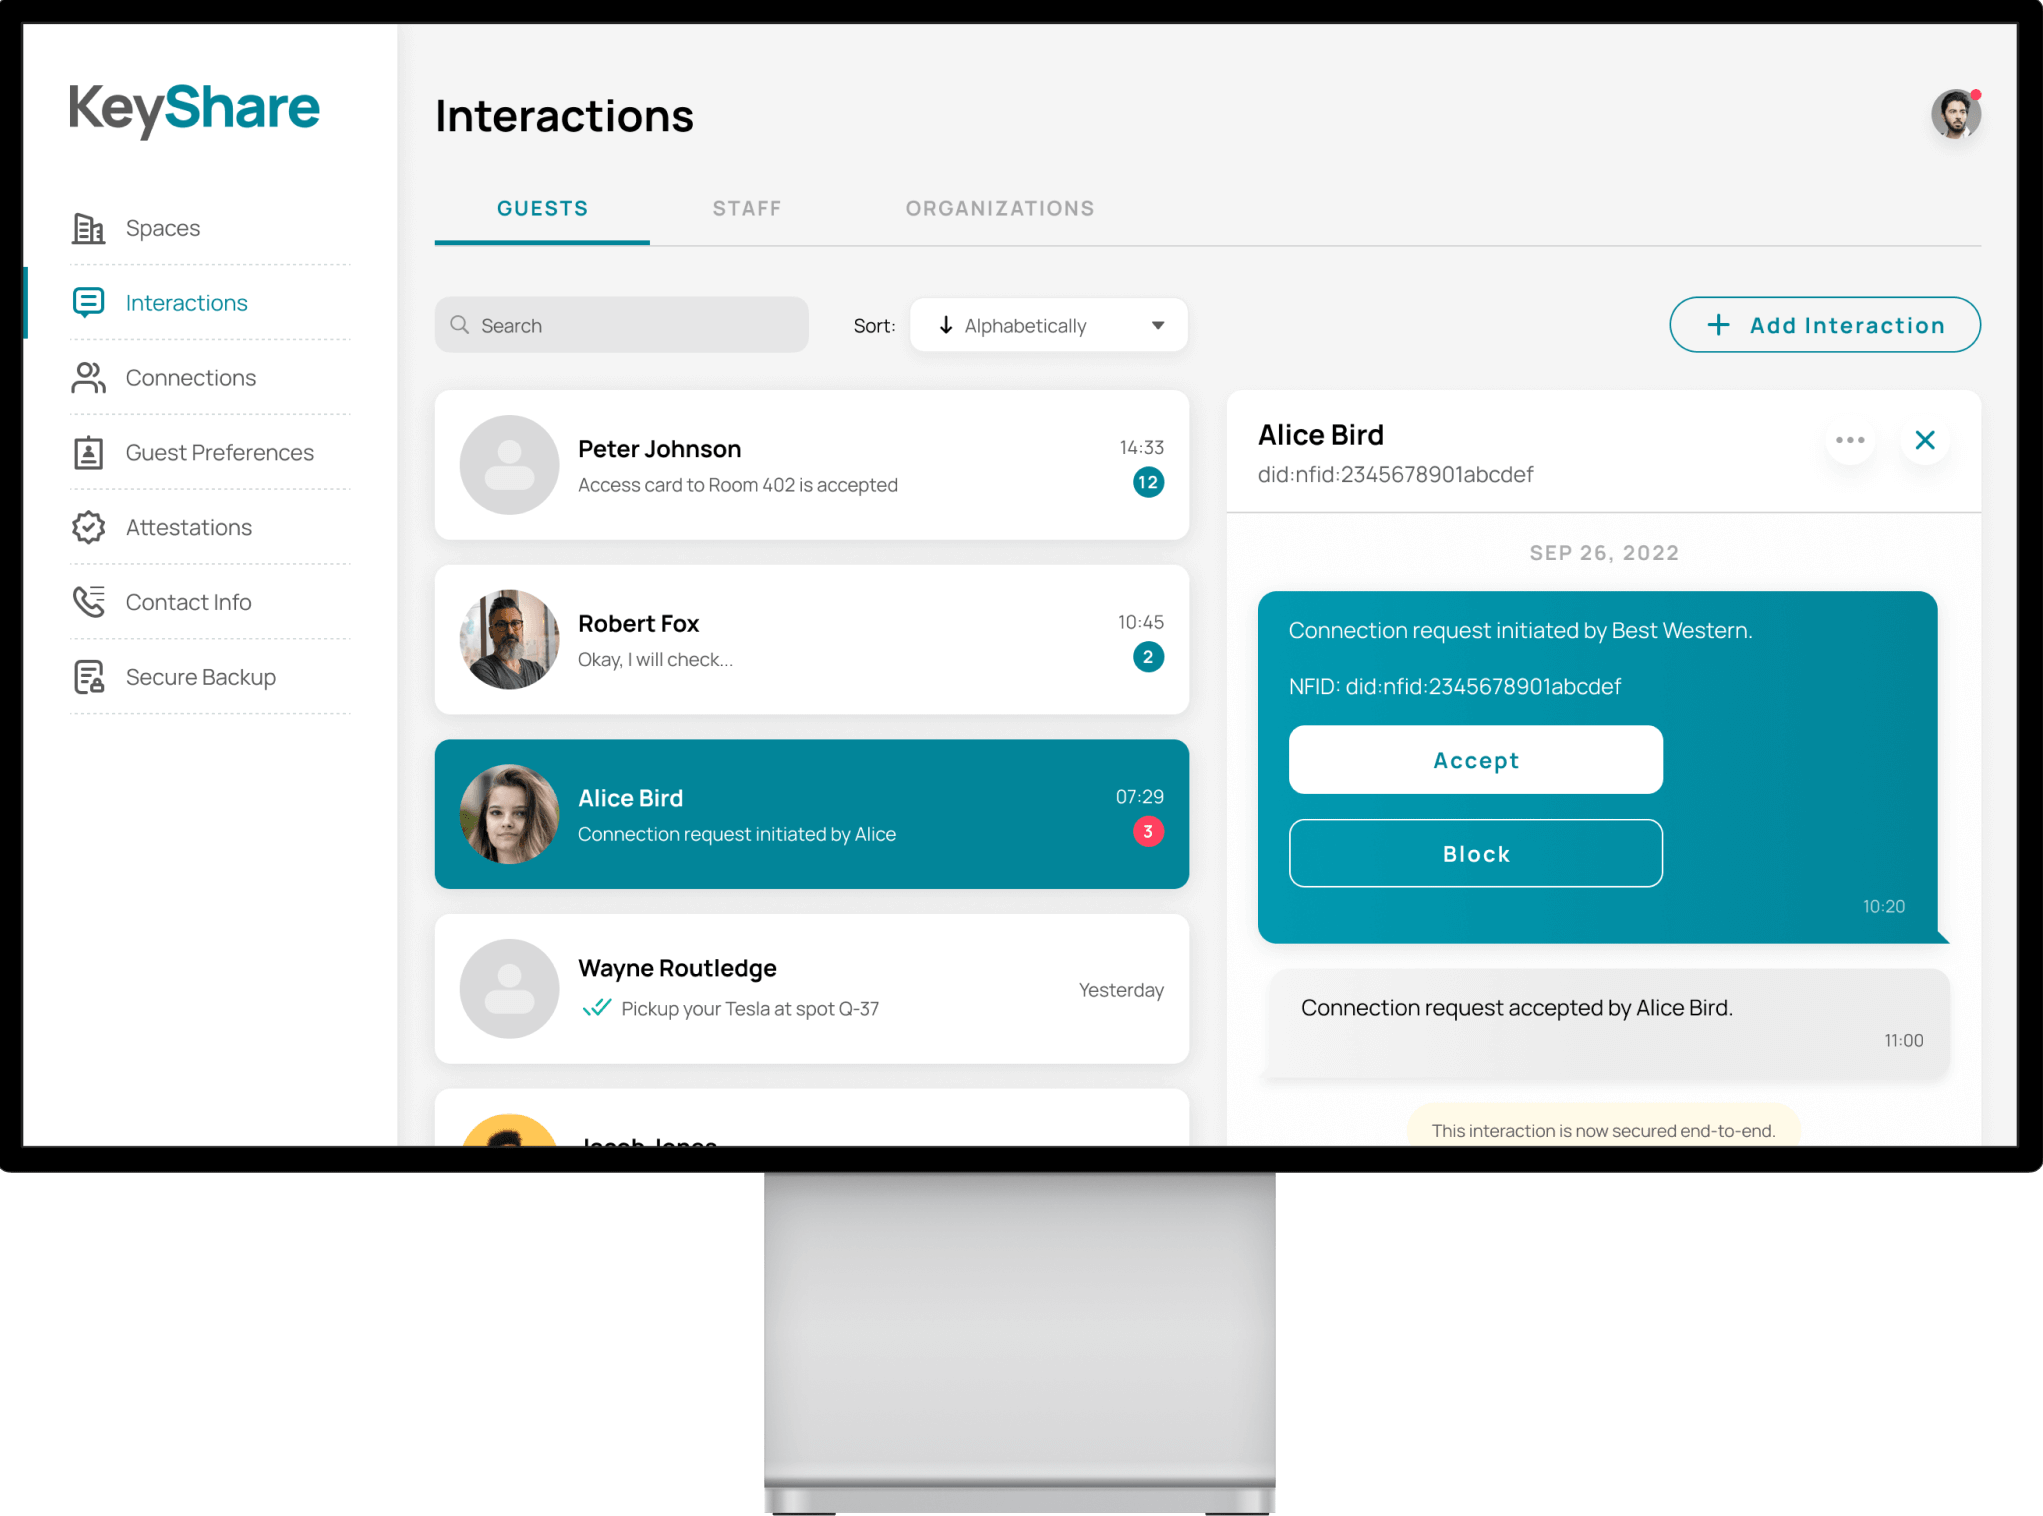 KeyShare
Spaces
Interactions
Connections
Guest Preferences
Attestations
Contact Info
Secure Backup
Interactions
GUESTS
STAFF
ORGANIZATIONS
Search
Sort:
Alphabetically
Add Interaction
Peter Johnson
14:33
Access card to Room 402 is accepted
12
Robert Fox
10:45
Okay, I will check...
2
Alice Bird
07:29
Connection request initiated by Alice
3
Wayne Routledge
Yesterday
Pickup your Tesla at spot Q-37
Alice Bird
did:nfid:2345678901abcdef
SEP 26, 2022
Connection request initiated by Best Western.
NFID: did:nfid:2345678901abcdef
Accept
Block
10:20
Connection request accepted by Alice Bird.
11:00
This interaction is now secured end-to-end.